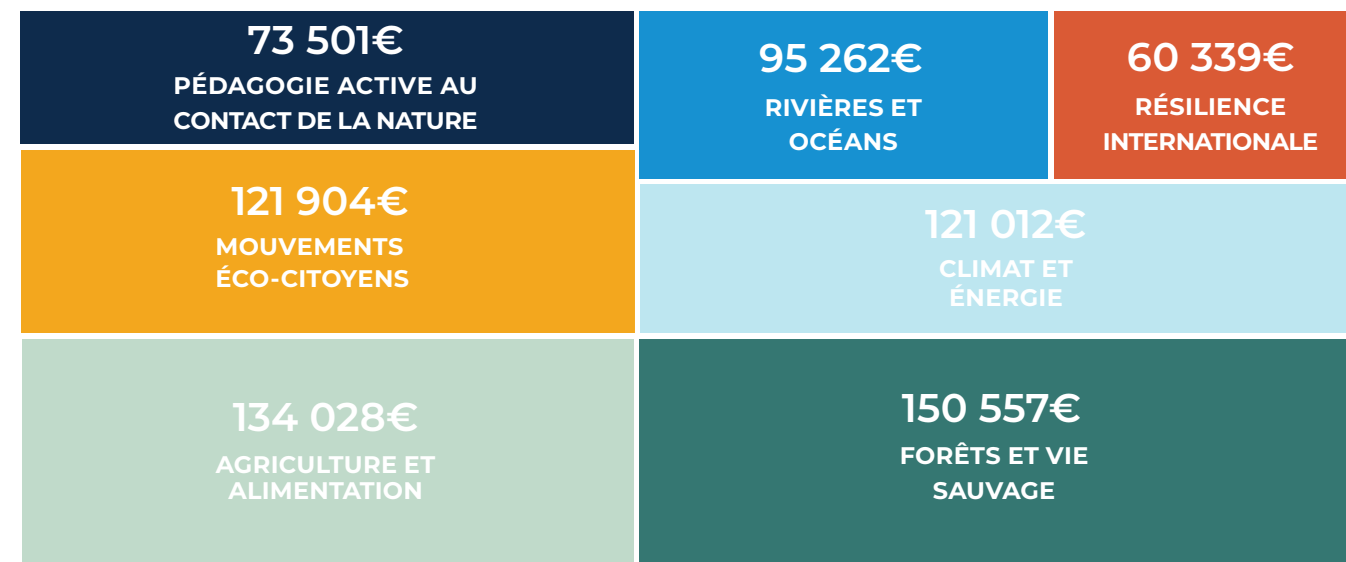 73 501€
PÉDAGOGIE ACTIVE AU
CONTACT DE LA NATURE
95 262€
RIVIÈRES ET
OCÉANS
60 339€
RÉSILIENCE
INTERNATIONALE
121 904€
MOUVEMENTS
ÉCO-CITOYENS
121 012€
CLIMAT ET
ÉNERGIE
134 028€
AGRICULTURE ET
ALIMENTATION
150 557€
FORÊTS ET VIE
SAUVAGE